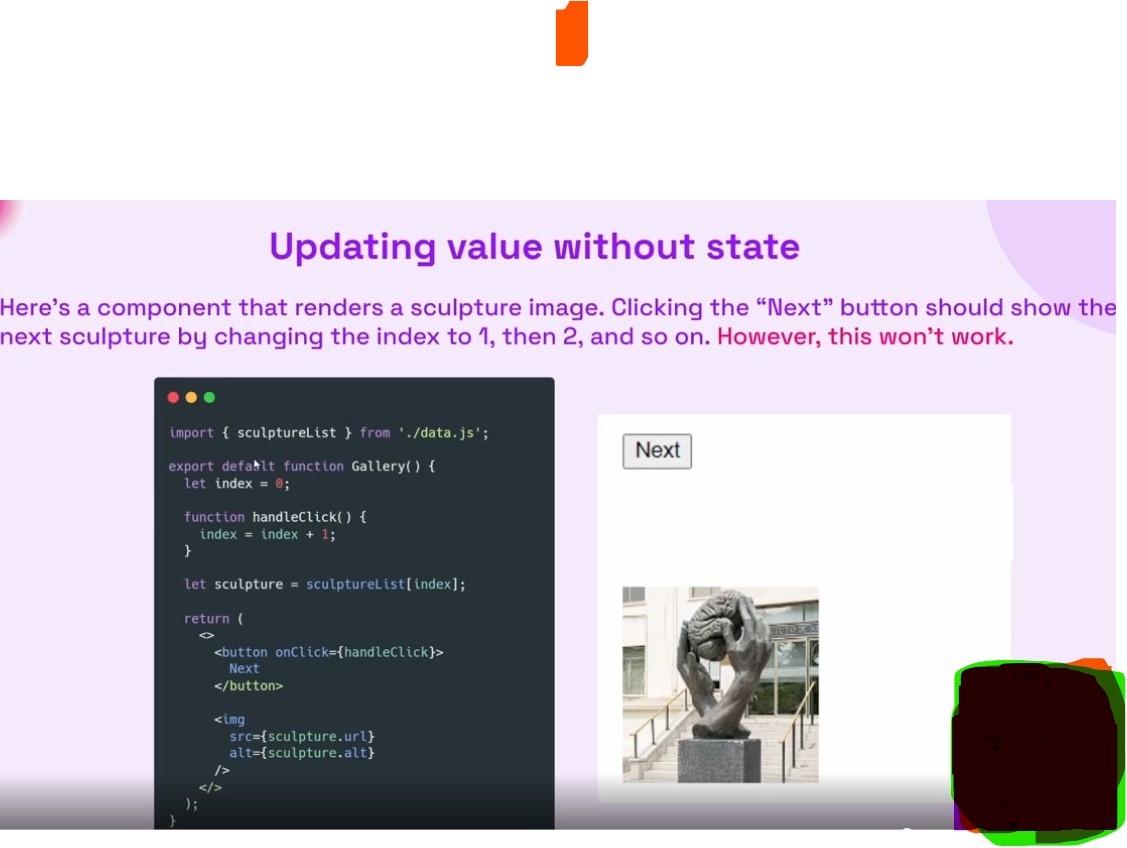 Updating value without state
Here's a component that renders a sculpture image. Clicking the “Next” button should show the
next sculpture by changing the index to 1, then 2, and so on. However, this won't work.
import { sculptureList } from './data.js';
export default function Gallery() {
let index = 0;
function handleClick() {
index = index + 1;
}
let sculpture = sculptureList[index];
return (
<>
<button onClick={handleClick}>
Next
</button>
<img
src={sculpture.url}
alt={sculpture.alt}
/>
</>
);
}
Next